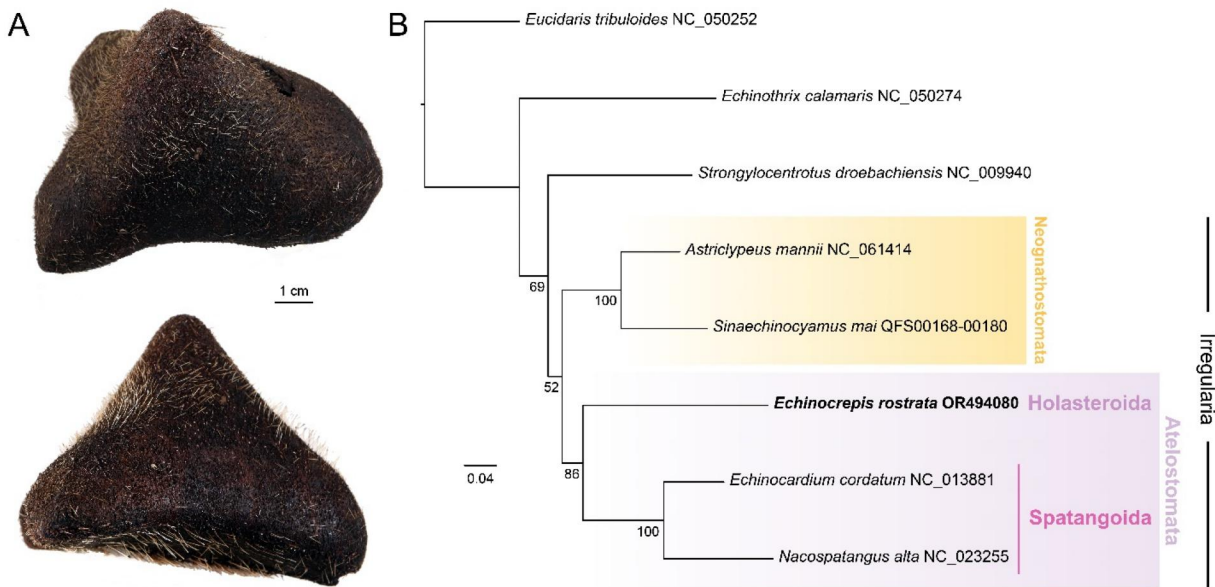 A
B
Eucidaris tribuloides NC_050252
Echinothrix calamaris NC_050274
Strongylocentrotus droebachiensis NC_009940
69
Astriclypeus mannii NC_061414
100
Sinaechinocyamus mai QFS00168-00180
Neognathostomata
52
Echinocrepis rostrata OR494080 Holasteroida
86
Echinocardium cordatum NC_013881
100
Spatangoida
Nacospatangus alta NC_023255
Atelostomata
Irregularia
1 cm
0.04